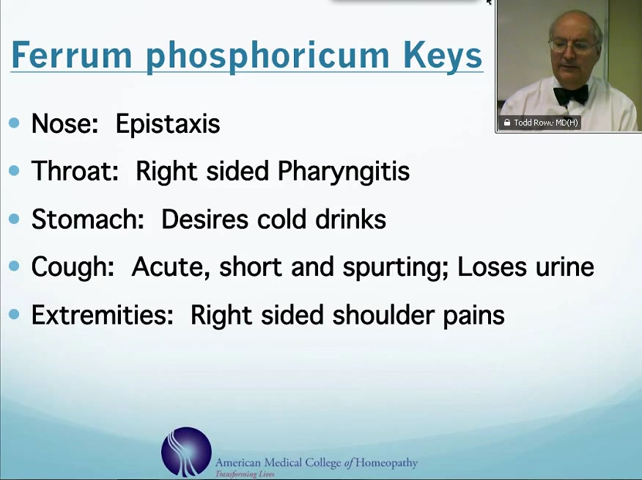 Ferrum phosphoricum Keys
Todd Rowe MD(H)
Nose: Epistaxis
Throat: Right sided Pharyngitis
Stomach: Desires cold drinks
Cough: Acute, short and spurting; Loses urine
Extremities: Right sided shoulder pains
American Medical College of Homeopathy
Transforming Lives